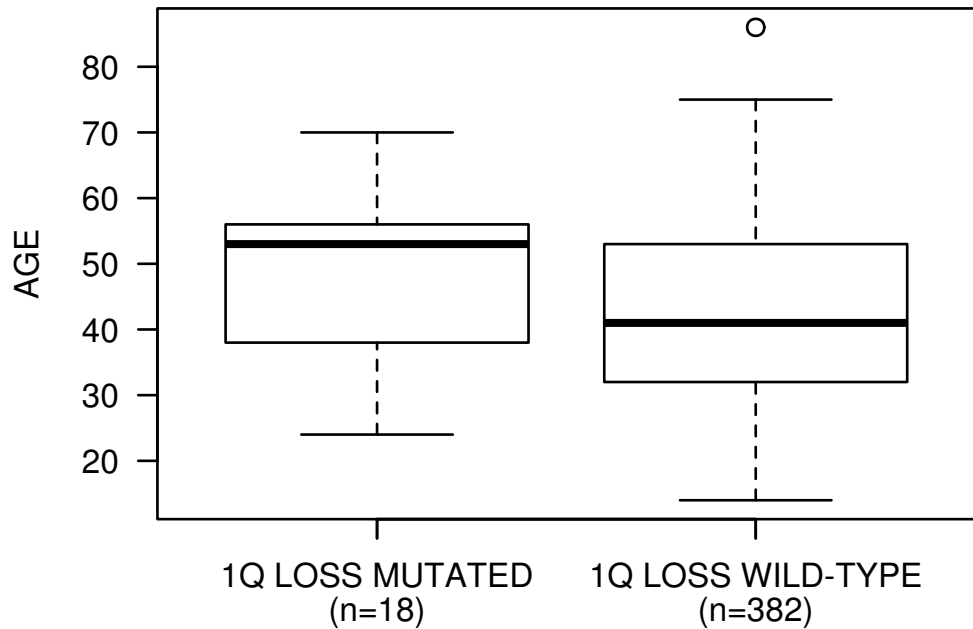 80
70
60
50
40
30
20
AGE
1Q LOSS MUTATED
(n=18)
1Q LOSS WILD-TYPE
(n=382)